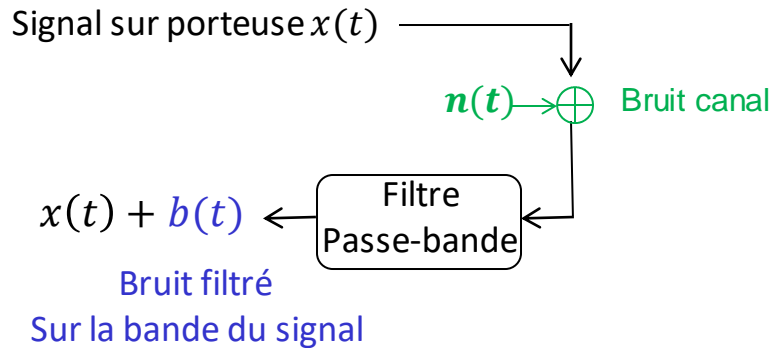 Signal sur porteuse x(t)
n(t)
Bruit canal
Filtre
Passe-bande
x(t) + b(t)
Bruit filtré
Sur la bande du signal